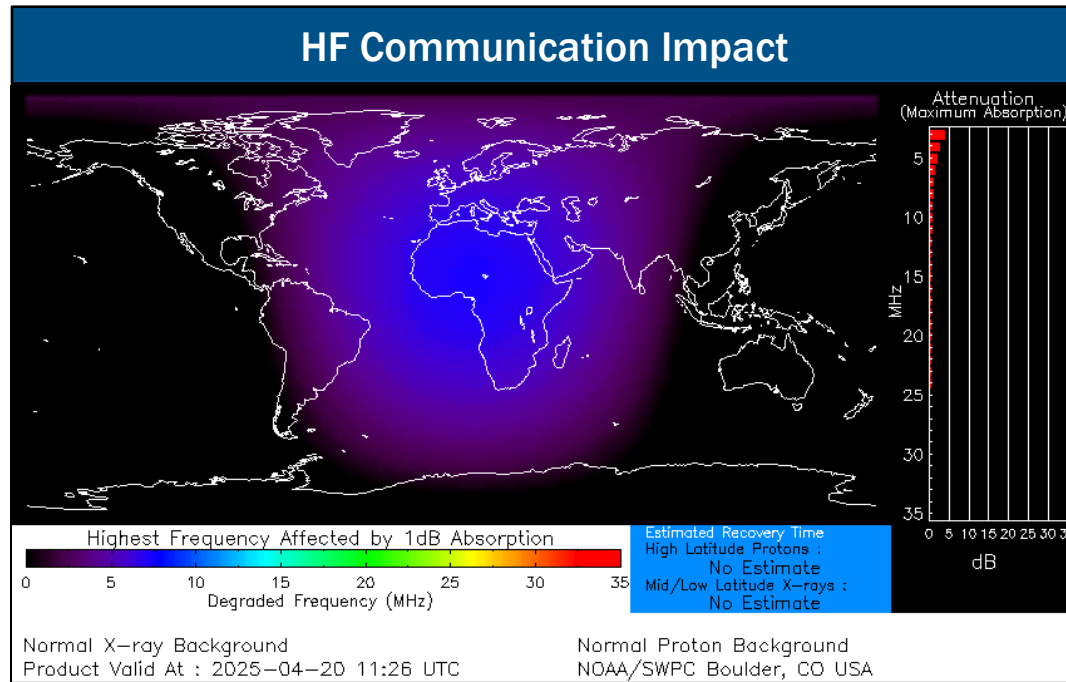 HF Communication Impact
Attenuation
(Maximum Absorption)
5
10
15
20
25
30
35
MHz
0 5 10 15 20 25 30 3
dB
Highest Frequency Affected by 1dB Absorption
0 5 10 15 20 25 30 35
Degraded Frequency (MHz)
Estimated Recovery Time
High Latitude Protons :
No Estimate
Mid/Low Latitude X-rays :
No Estimate
Normal X-ray Background
Product Valid At : 2025-04-20 11:26 UTC
Normal Proton Background
NOAA/SWPC Boulder, CO USA